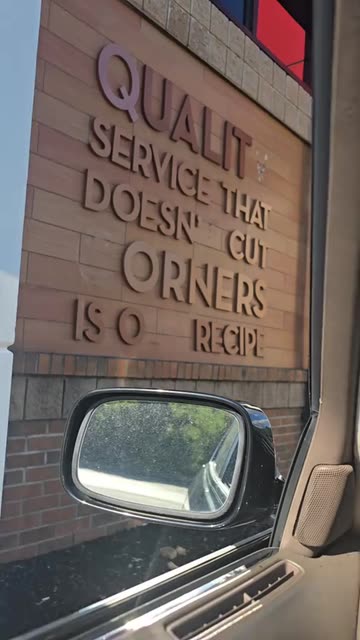 QUALIT
SERVICE THAT
DOESN' CUT
ORNERS
IS O RECIPE